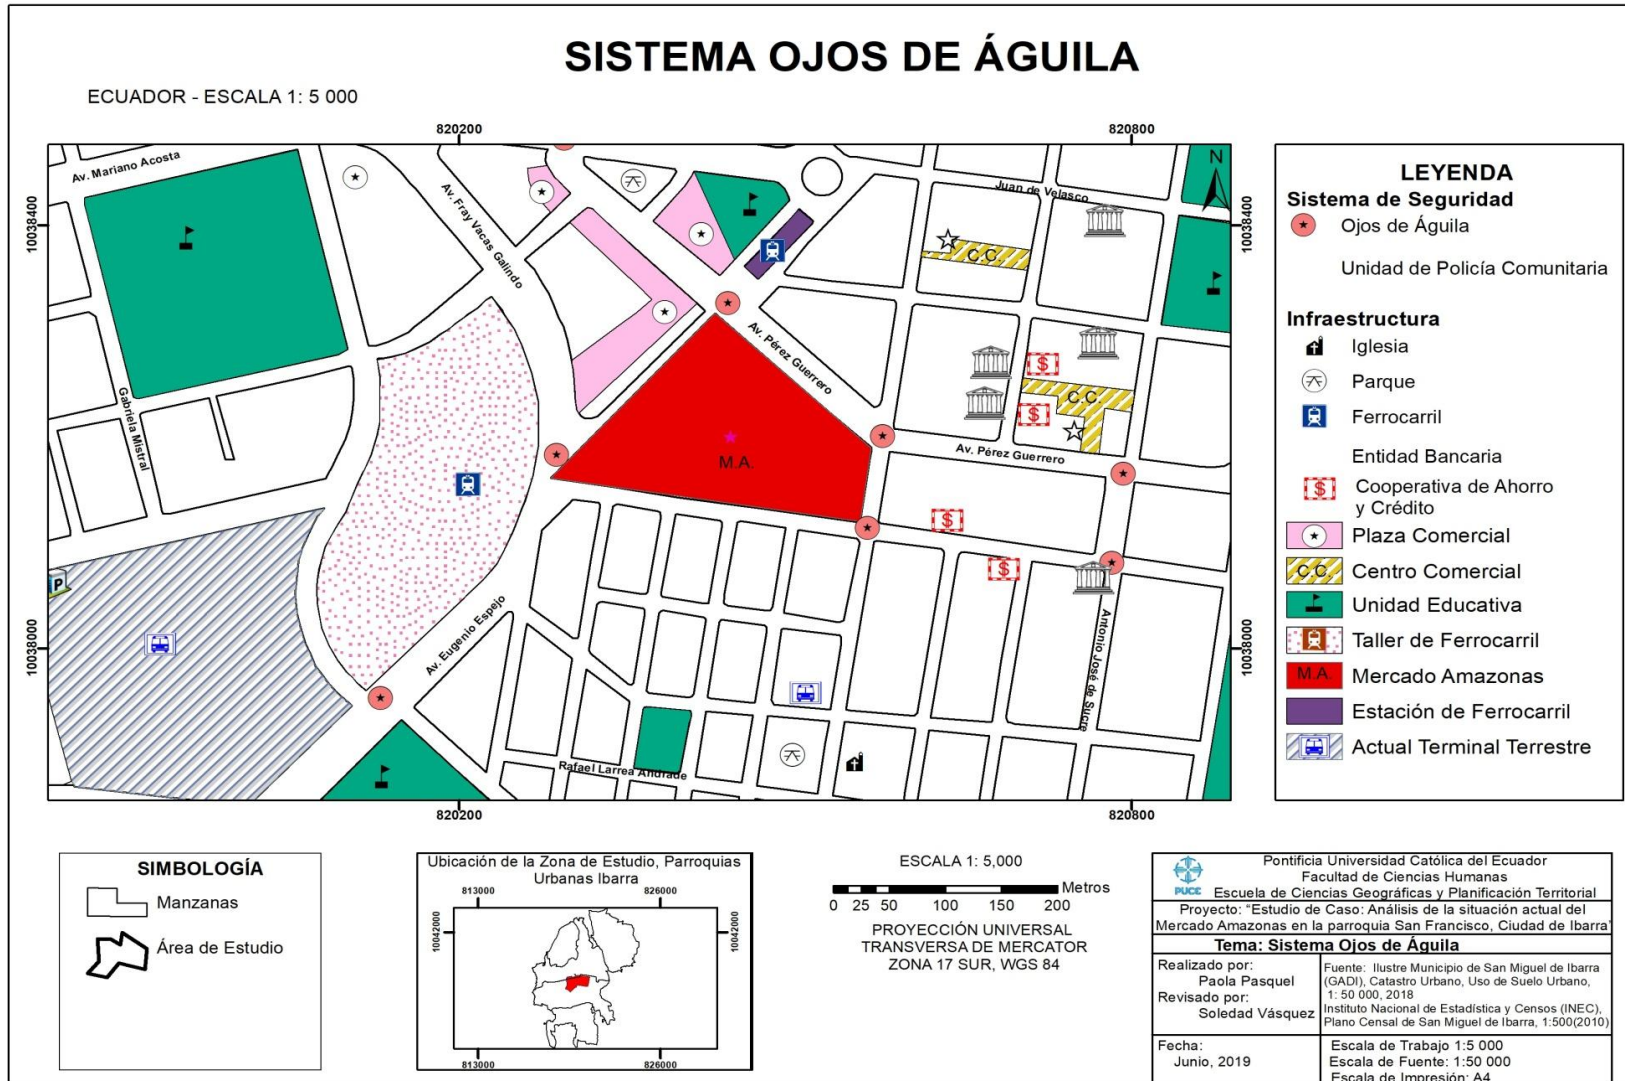 SISTEMA OJOS DE ÁGUILA
ECUADOR - ESCALA 1: 5 000
820200
820800
10038400
10038400
10038000
10038000
820200
820800
Av. Mariano Acosta
Av. Fray Vacas Galindo
Juan de Velasco
N
C.C.
Av. Pérez Guerrero
C.C.
Gabriela Mistral
M.A.
Av. Pérez Guerrero
$
$
$
$
P
Av. Eugenio Espejo
Antonio José de Sucre
Rafael Larrea Andrade
LEYENDA
Sistema de Seguridad
Ojos de Águila
Unidad de Policía Comunitaria
Infraestructura
Iglesia
Parque
Ferrocarril
Entidad Bancaria
$ Cooperativa de Ahorro
y Crédito
Plaza Comercial
C.C. Centro Comercial
Unidad Educativa
Taller de Ferrocarril
M.A. Mercado Amazonas
Estación de Ferrocarril
Actual Terminal Terrestre
SIMBOLOGÍA
Manzanas
Área de Estudio
Ubicación de la Zona de Estudio, Parroquias
Urbanas Ibarra
813000
826000
10042000
10042000
813000
826000
ESCALA 1: 5,000
Metros
0 25 50 100 150 200
PROYECCIÓN UNIVERSAL
TRANSVERSA DE MERCATOR
ZONA 17 SUR, WGS 84
PUCE
Pontificia Universidad Católica del Ecuador
Facultad de Ciencias Humanas
Escuela de Ciencias Geográficas y Planificación Territorial
Proyecto: "Estudio de Caso: Análisis de la situación actual del
Mercado Amazonas en la parroquia San Francisco, Ciudad de Ibarra"
Tema: Sistema Ojos de Águila
Realizado por:
Paola Pasquel
Revisado por:
Soledad Vásquez
Fuente: Ilustre Municipio de San Miguel de Ibarra
(GADI), Catastro Urbano, Uso de Suelo Urbano,
1: 50 000, 2018
Instituto Nacional de Estadística y Censos (INEC),
Plano Censal de San Miguel de Ibarra, 1:500(2010)
Fecha:
Junio, 2019
Escala de Trabajo 1:5 000
Escala de Fuente: 1:50 000
Escala de Impresión: A4